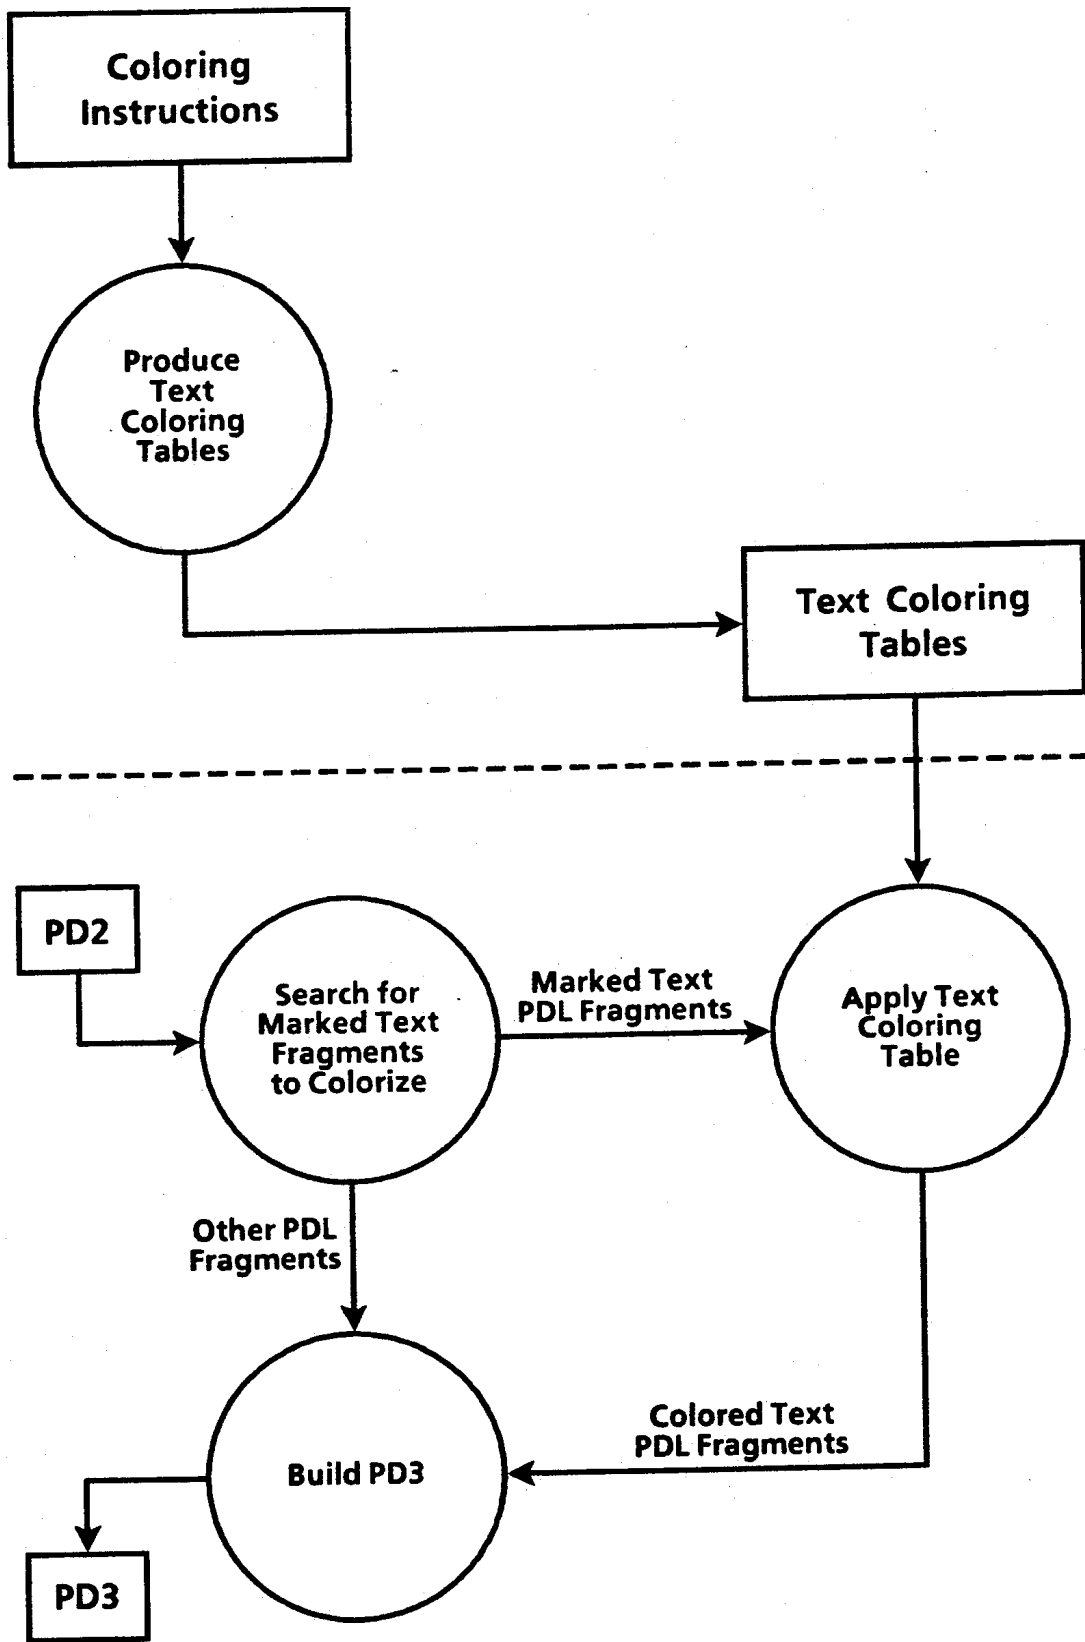 Coloring
Instructions
Produce
Text
Coloring
Tables
Text Coloring
Tables
PD2
Search for
Marked Text
Fragments
to Colorize
Marked Text
PDL Fragments
Apply Text
Coloring
Table
Other PDL
Fragments
Colored Text
PDL Fragments
Build PD3
PD3